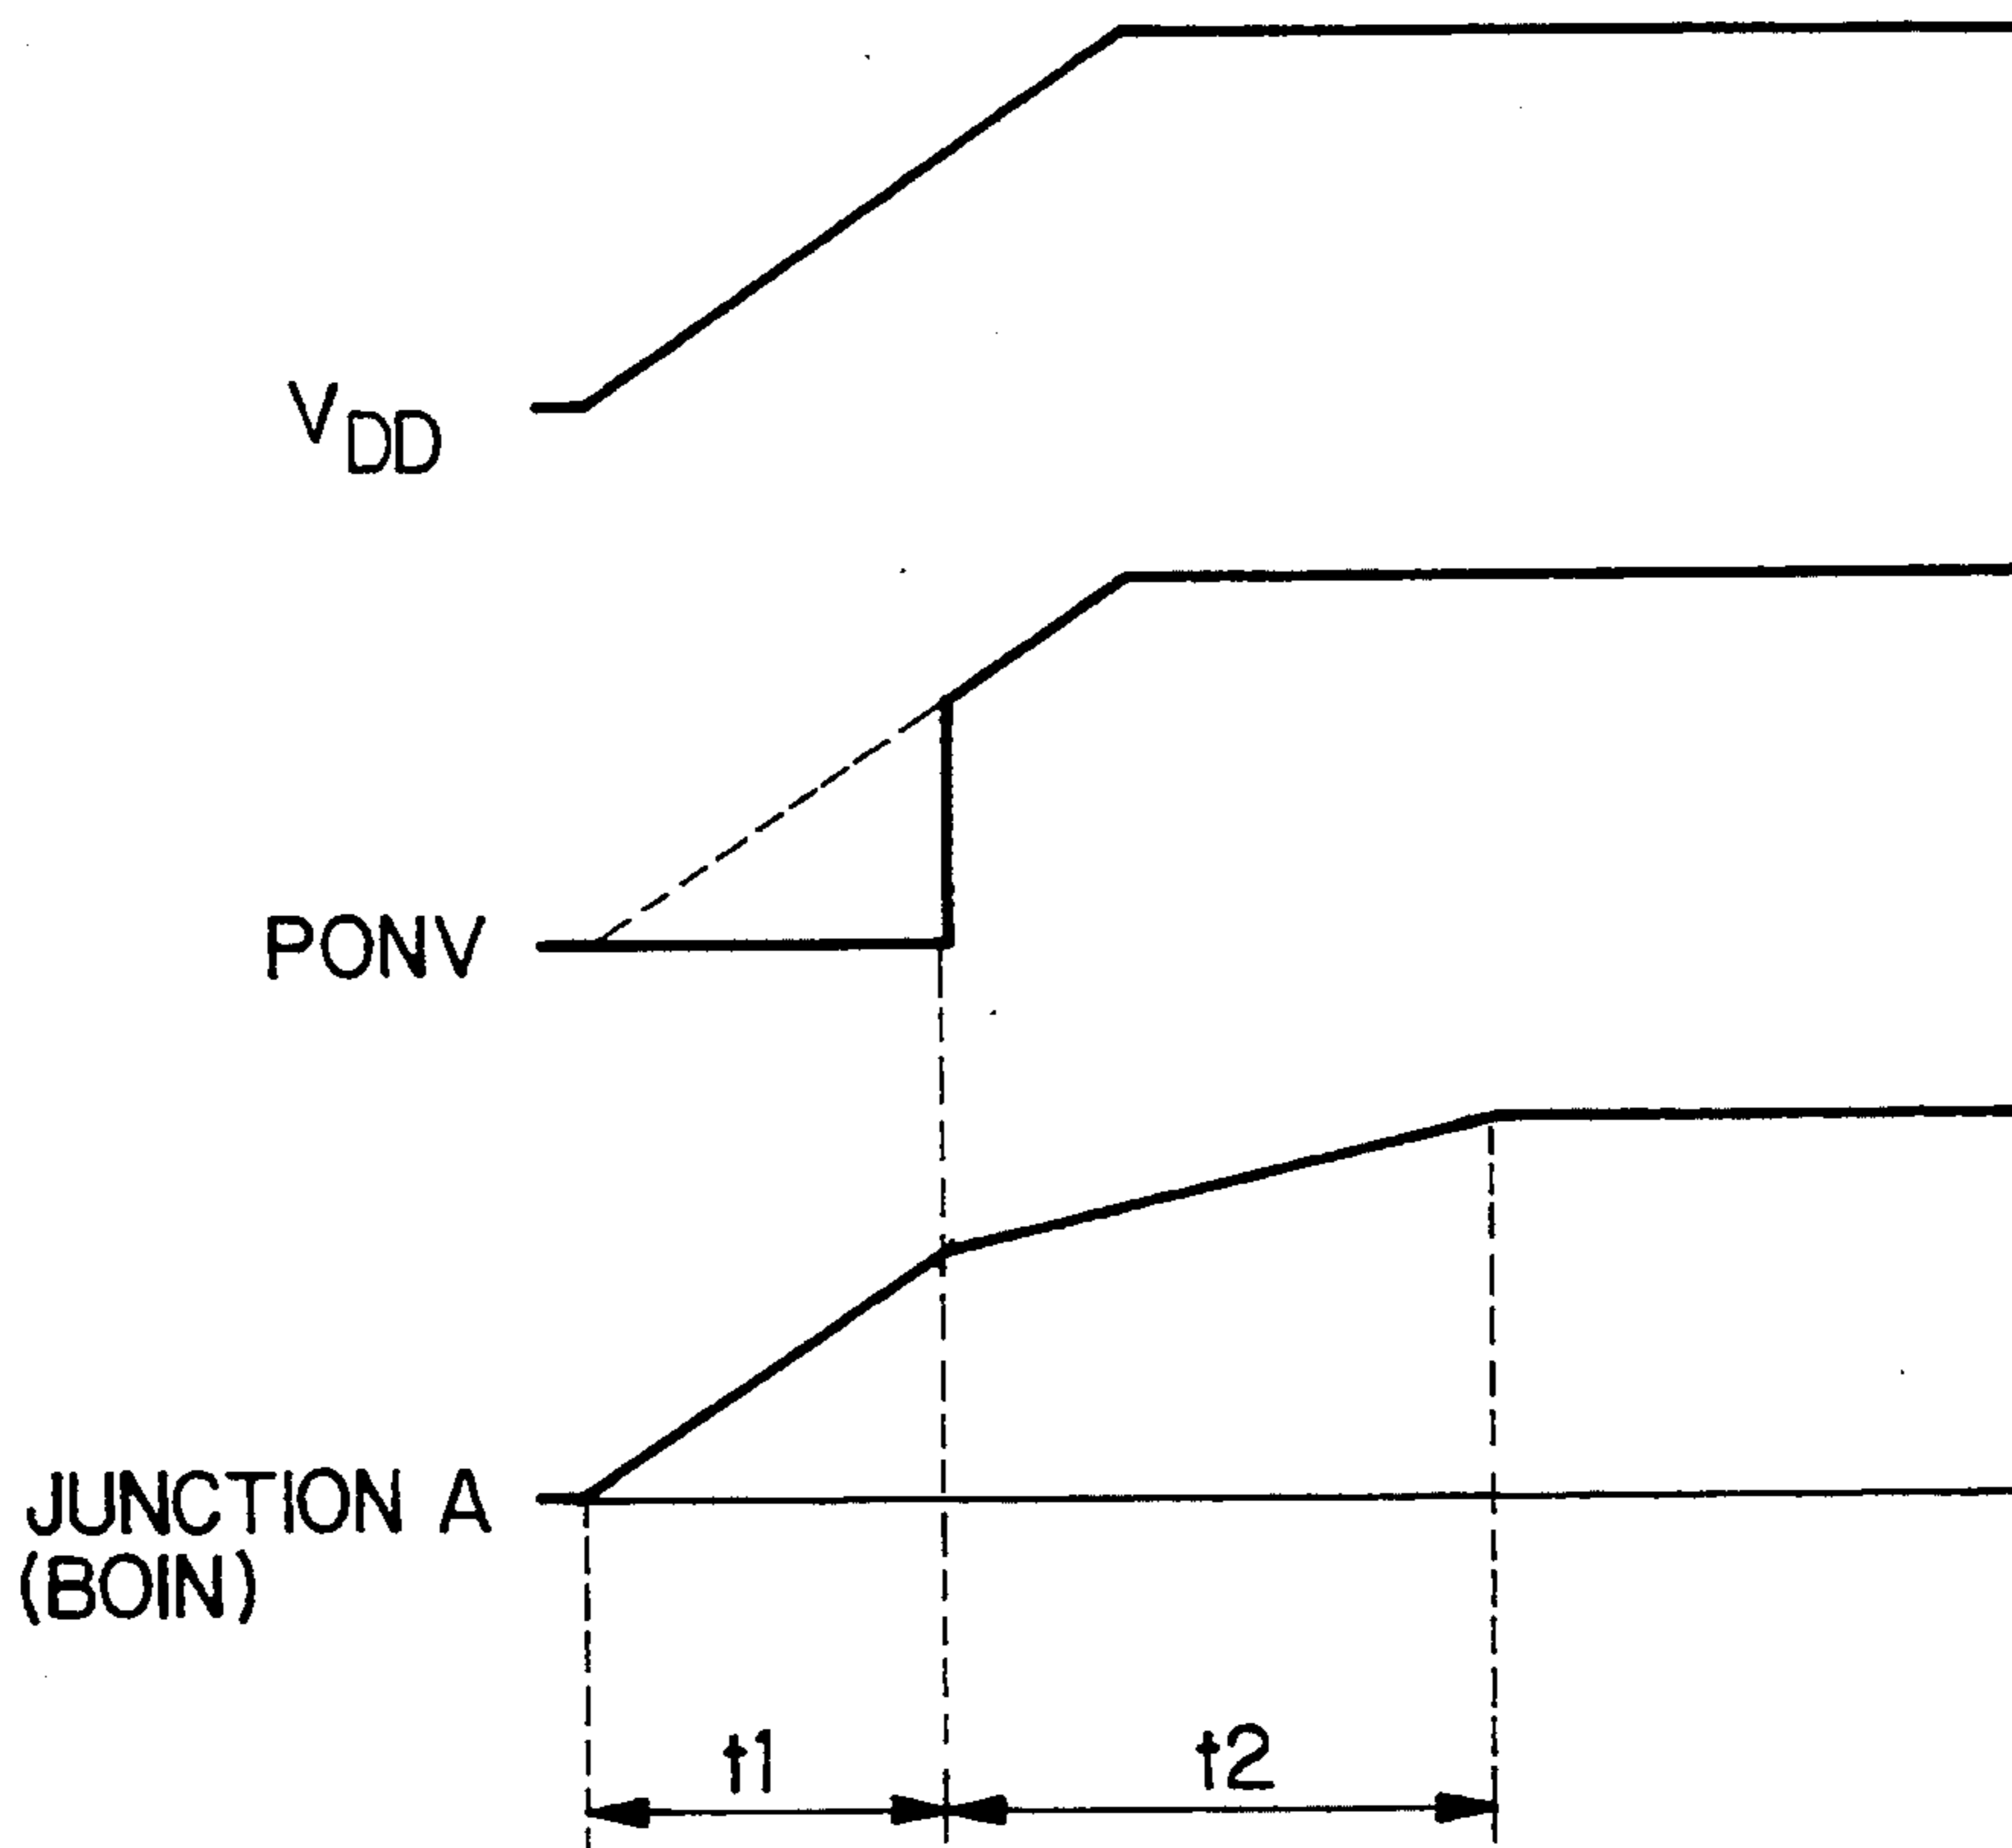 VDD
PONV
JUNCTION A
(BOIN)
t1
t2